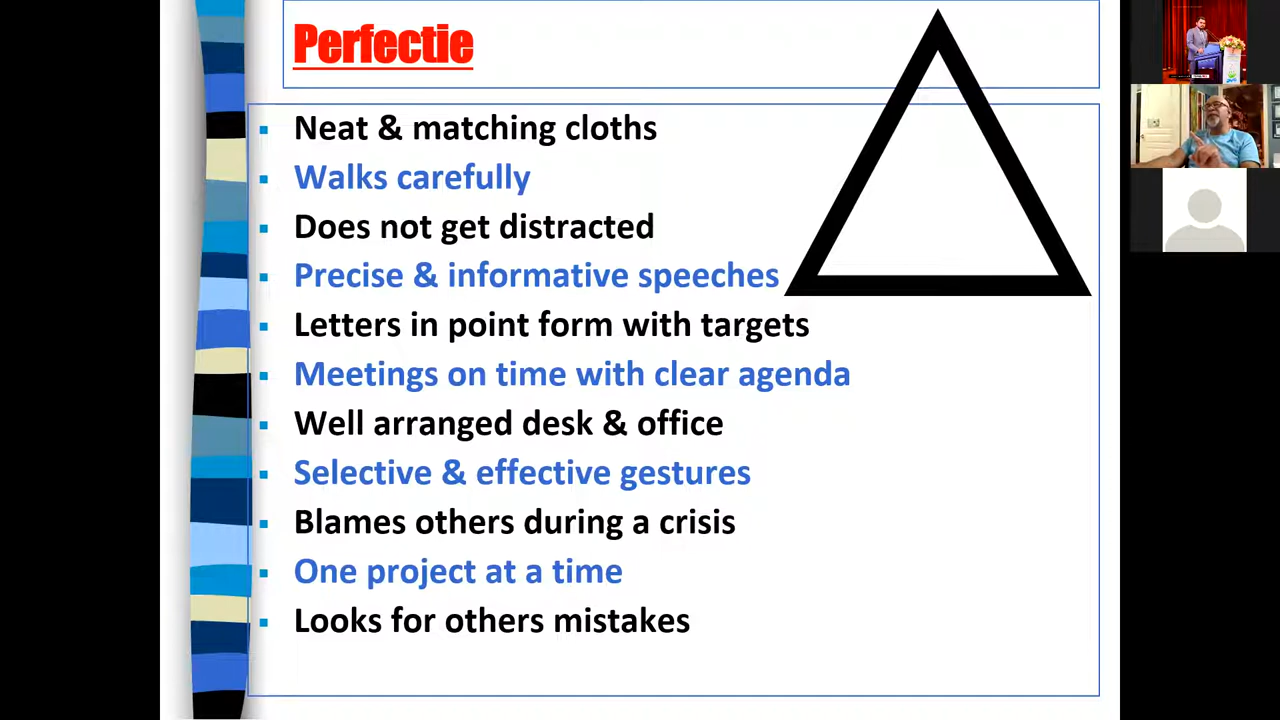 Perfectie
Neat & matching cloths
Walks carefully
Does not get distracted
Precise & informative speeches
Letters in point form with targets
Meetings on time with clear agenda
Well arranged desk & office
Selective & effective gestures
Blames others during a crisis
One project at a time
Looks for others mistakes